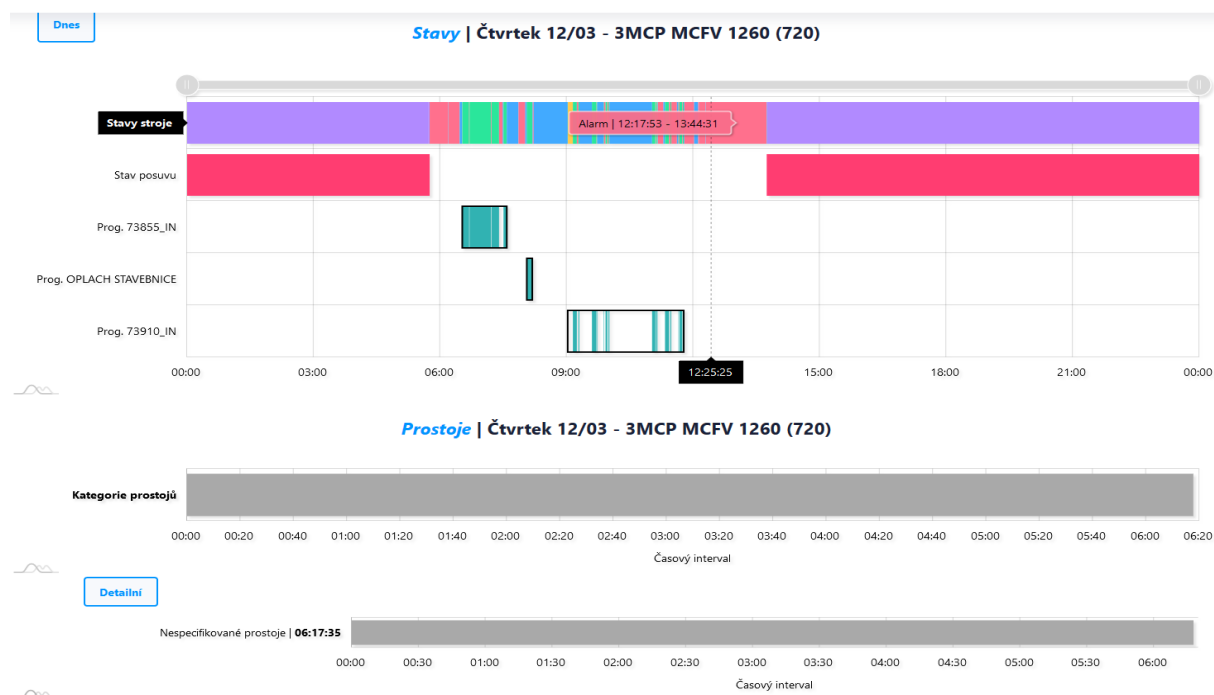 Dnes
Stavy | Čtvrtek 12/03 - 3MCP MCFV 1260 (720)
Stavy stroje
Alarm | 12:17:53 - 13:44:31
Stav posuvu
Prog. 73855_IN
Prog. OPLACH STAVEBNICE
Prog. 73910_IN
00:00 03:00 06:00 09:00 12:25:25 15:00 18:00 21:00 00:00
Prostoje | Čtvrtek 12/03 - 3MCP MCFV 1260 (720)
Kategorie prostojů
00:00 00:20 00:40 01:00 01:20 01:40 02:00 02:20 02:40 03:00 03:20 03:40 04:00 04:20 04:40 05:00 05:20 05:40 06:00 06:20
Časový interval
Detailní
Nespecifikované prostoje | 06:17:35
00:00 00:30 01:00 01:30 02:00 02:30 03:00 03:30 04:00 04:30 05:00 05:30 06:00
Časový interval